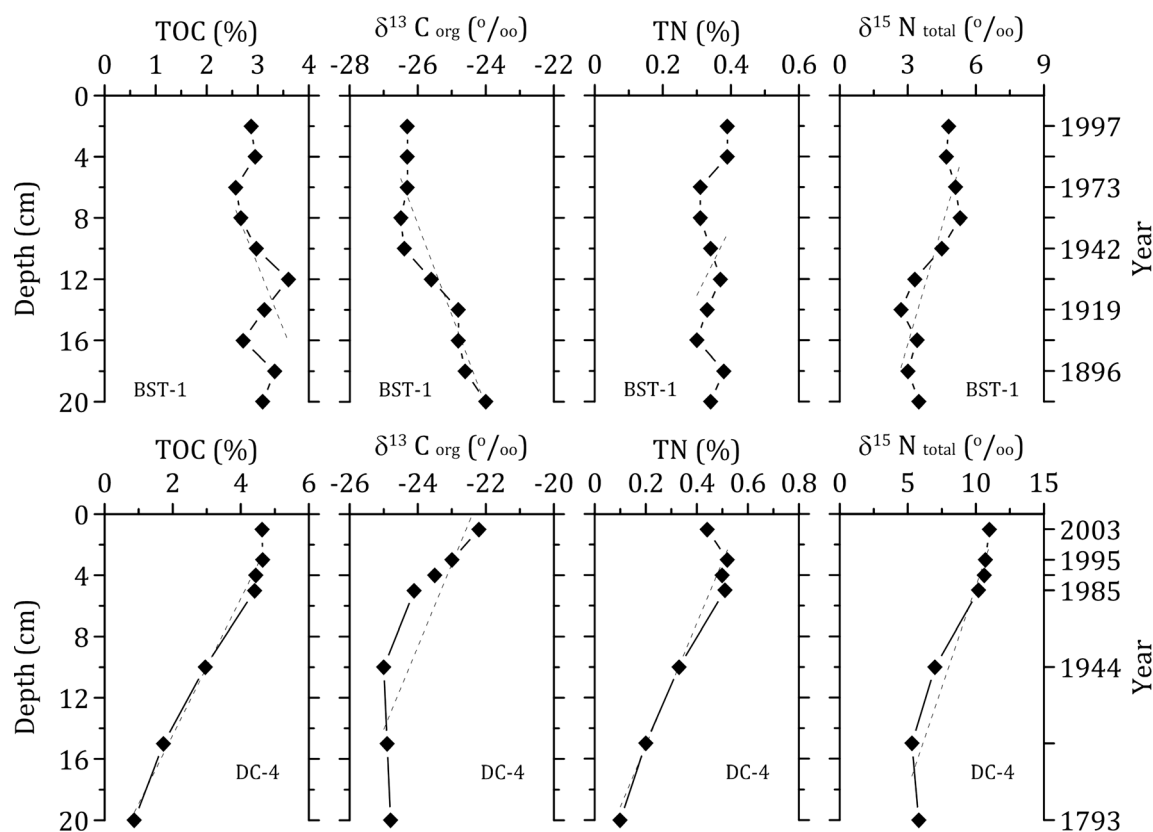 TOC (%) δ¹³ C org (º/ₒₒ) TN (%) δ¹⁵ N total (º/ₒₒ)
0 1 2 3 4 -28 -26 -24 -22 0 0.2 0.4 0.6 0 3 6 9
0
4
8
12
16
20
Depth (cm)
BST-1 BST-1 BST-1 BST-1
1997
1973
1942
1919
1896
Year
TOC (%) δ¹³ C org (º/ₒₒ) TN (%) δ¹⁵ N total (º/ₒₒ)
0 2 4 6 -26 -24 -22 -20 0 0.2 0.4 0.6 0.8 0 5 10 15
0
4
8
12
16
20
Depth (cm)
DC-4 DC-4 DC-4 DC-4
2003
1995
1985
1944
1793
Year